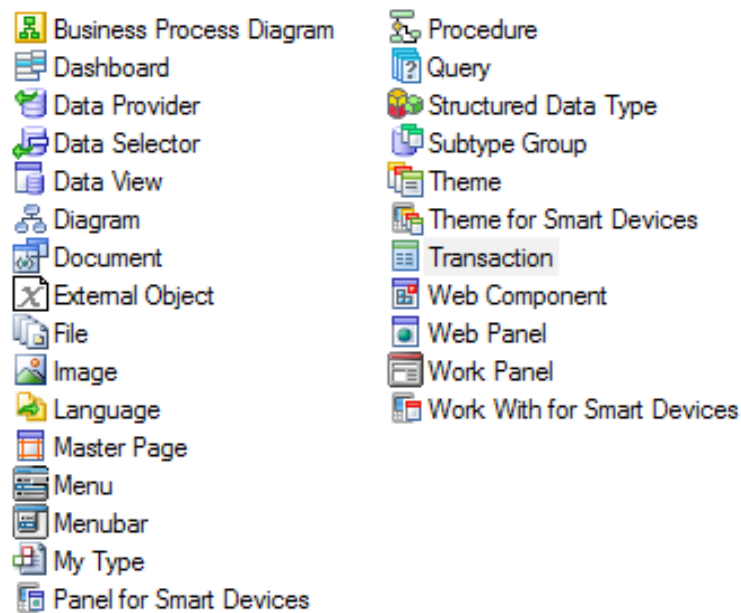 Business Process Diagram
Dashboard
Data Provider
Data Selector
Data View
Diagram
Document
External Object
File
Image
Language
Master Page
Menu
Menubar
My Type
Panel for Smart Devices
Procedure
Query
Structured Data Type
Subtype Group
Theme
Theme for Smart Devices
Transaction
Web Component
Web Panel
Work Panel
Work With for Smart Devices